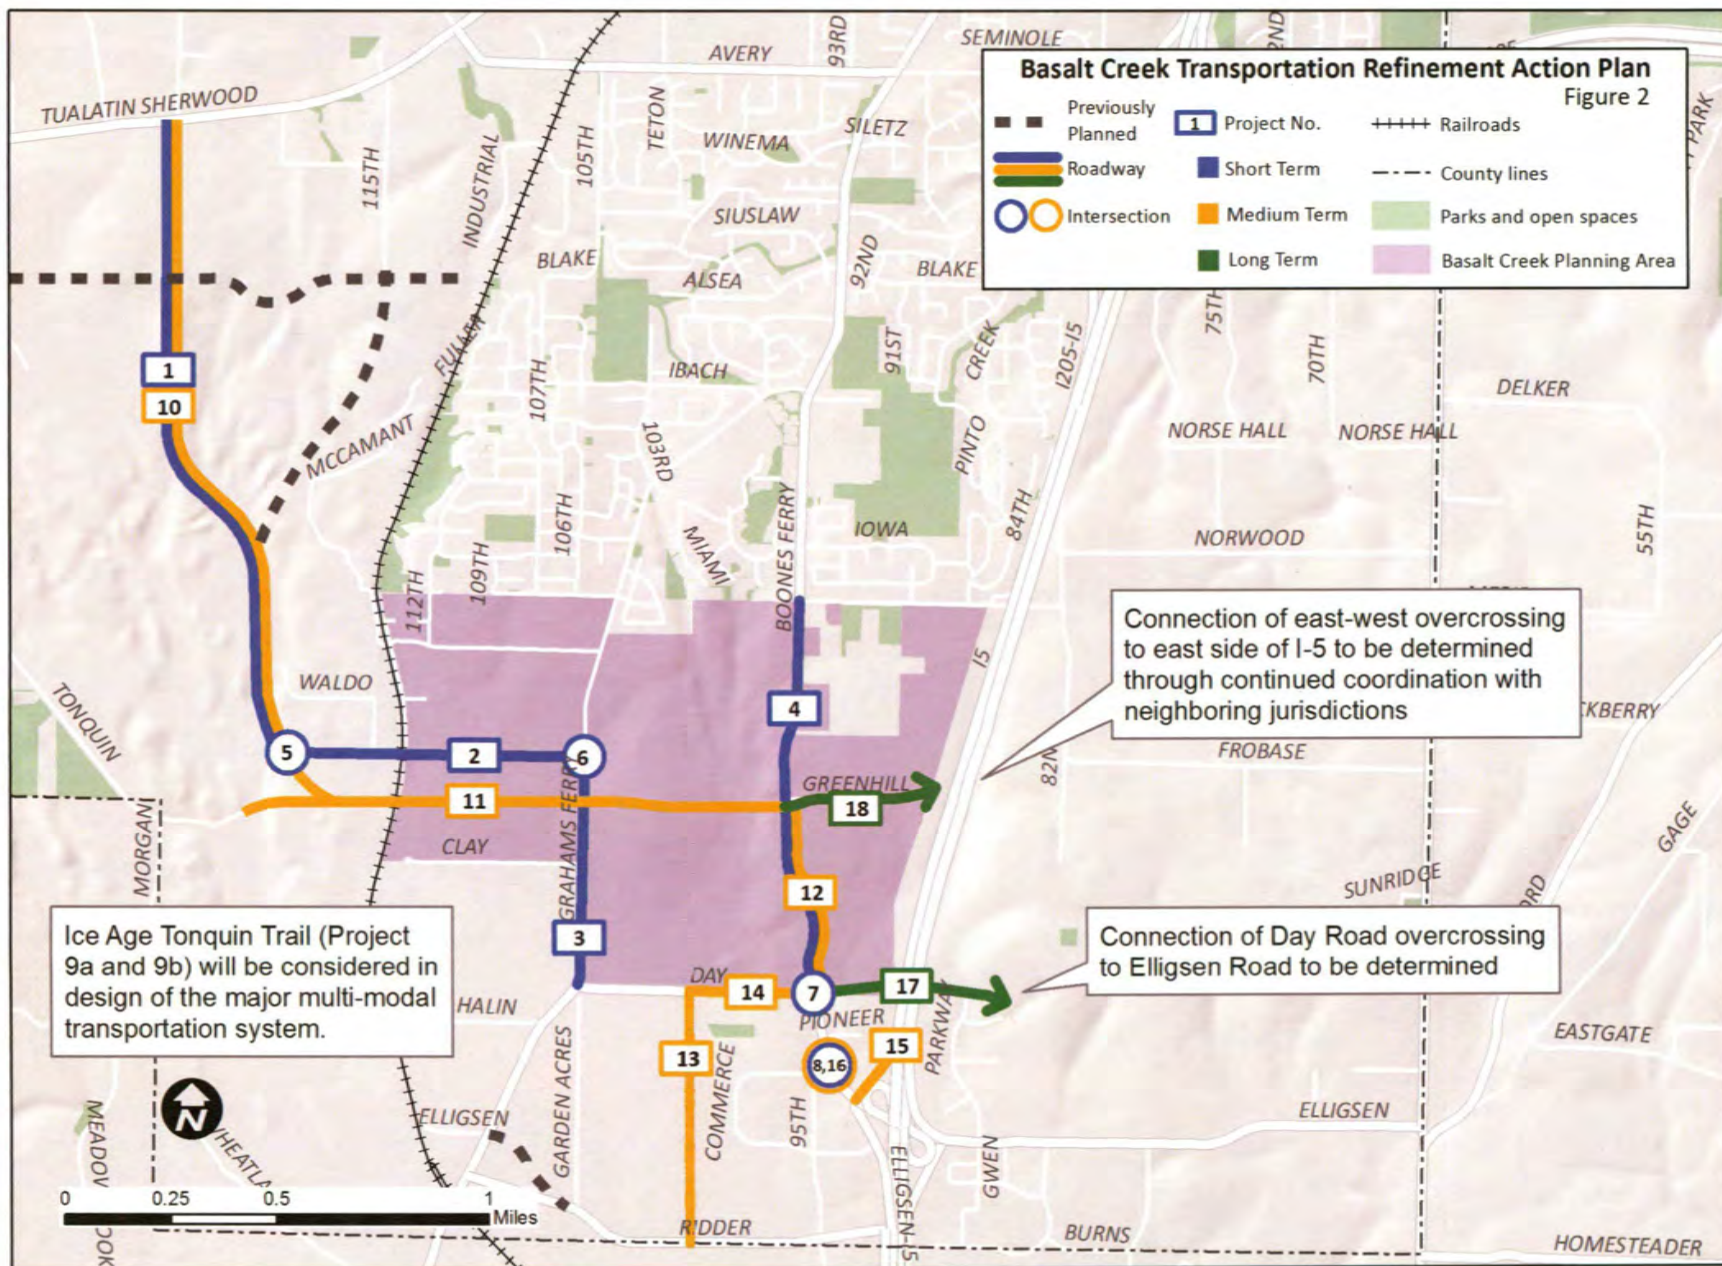 Basalt Creek Transportation Refinement Action Plan
Figure 2
Previously
Planned
1
Project No.
Railroads
Roadway
Short Term
County lines
Intersection
Medium Term
Parks and open spaces
Long Term
Basalt Creek Planning Area
SEMINOLE
93RD
AVERY
TUALATIN SHERWOOD
TETON
105TH
WINEMA
SILETZ
115TH
INDUSTRIAL
SIUSLAW
92ND
BLAKE
ALSEA
BLAKE
75TH
I205-I5
FULNER
91ST
CREEK
70TH
1
10
107TH
IBACH
DELKER
MCCAMANT
103RD
PINTO
NORSE HALL
NORSE HALL
84TH
106TH
MIAMI
BOONES FERRY
IOWA
NORWOOD
55TH
109TH
112TH
Connection of east-west overcrossing
to east side of I-5 to be determined
through continued coordination with
neighboring jurisdictions
I5
WALDO
TONQUIN
4
CKBERRY
5
2
6
FROBASE
82N
GREENHILL
11
18
GRAHAMS FERRY
CLAY
MORGAN
GAGE
SUNRIDGE
12
ORD
Ice Age Tonquin Trail (Project
9a and 9b) will be considered in
design of the major multi-modal
transportation system.
3
Connection of Day Road overcrossing
to Elligsen Road to be determined
DAY
14
7
17
HALIN
PIONEER
PARKWAY
EASTGATE
13
8,16
15
GARDEN ACRES
COMMERCE
95TH
N
MEADOW
OOK
HEATLA
ELLIGSEN
ELLIGSEN
GWEN
ELLIGSEN-I5
0 0.25 0.5 1
Miles
RIDDER
BURNS
HOMESTEADER